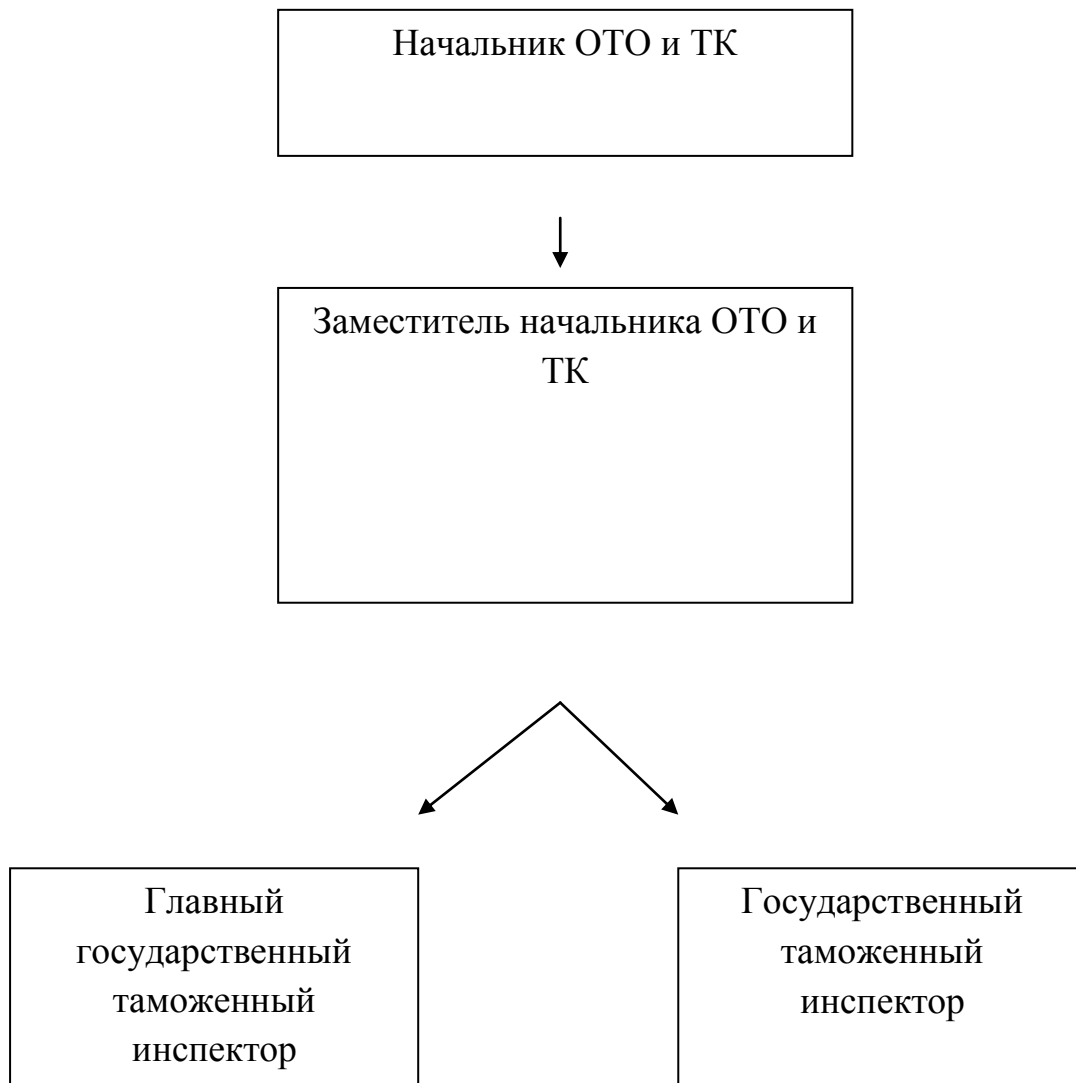 Начальник ОТО и ТК
Заместитель начальника ОТО и
ТК
Главный
государственный
таможенный
инспектор
Государственный
таможенный
инспектор